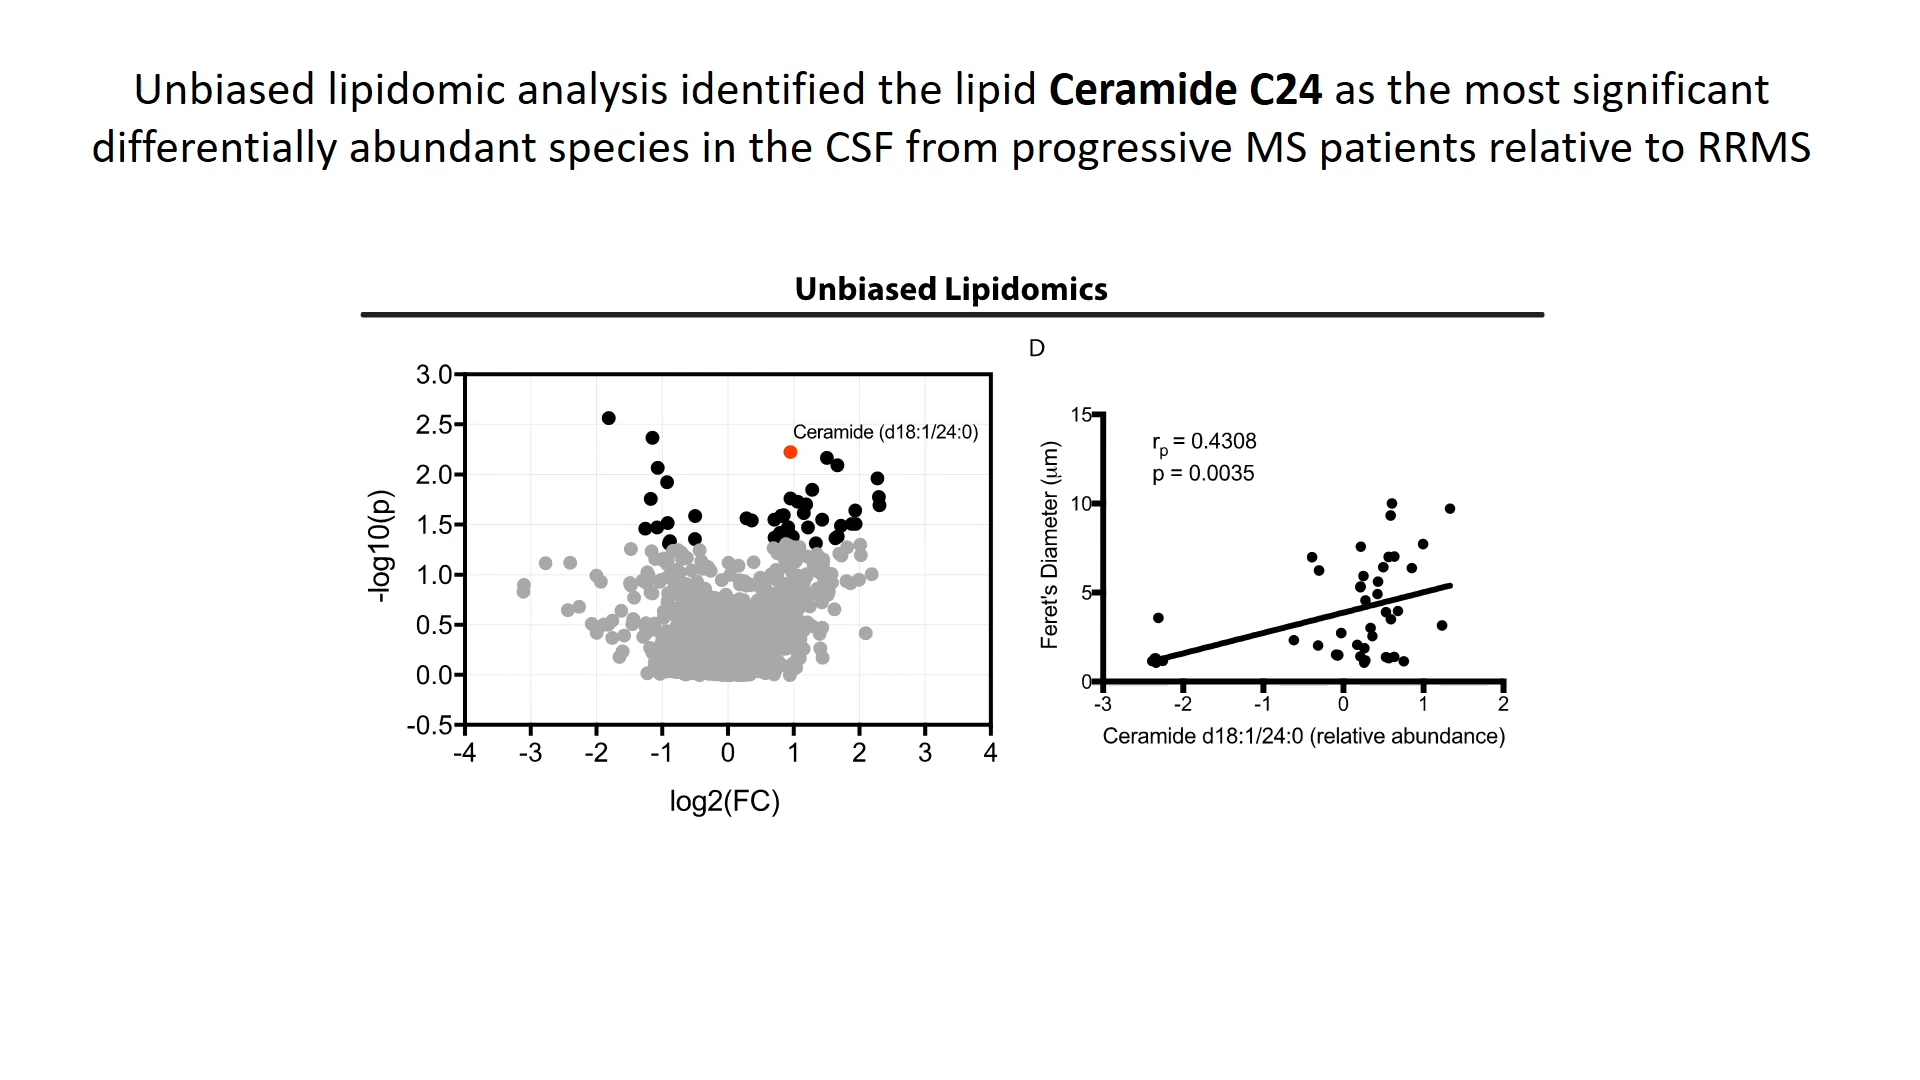 Unbiased lipidomic analysis identified the lipid Ceramide C24 as the most significant
differentially abundant species in the CSF from progressive MS patients relative to RRMS
Unbiased Lipidomics
3.0
2.5
2.0
1.5
1.0
0.5
0.0
-0.5
-log10(p)
Ceramide (d18:1/24:0)
-4 -3 -2 -1 0 1 2 3 4
log2(FC)
D
15
10
5
0
Feret's Diameter (μm)
rp = 0.4308
p = 0.0035
-3 -2 -1 0 1 2
Ceramide d18:1/24:0 (relative abundance)